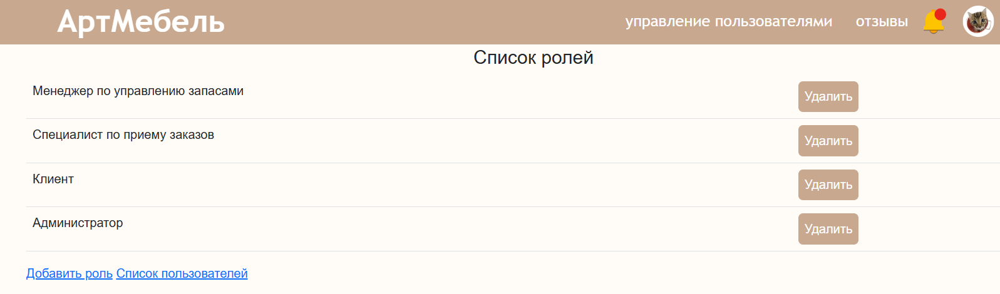 АртМебель
управление пользователями отзывы
Список ролей
Менеджер по управлению запасами Удалить
Специалист по приему заказов Удалить
Клиент Удалить
Администратор Удалить
Добавить роль Список пользователей